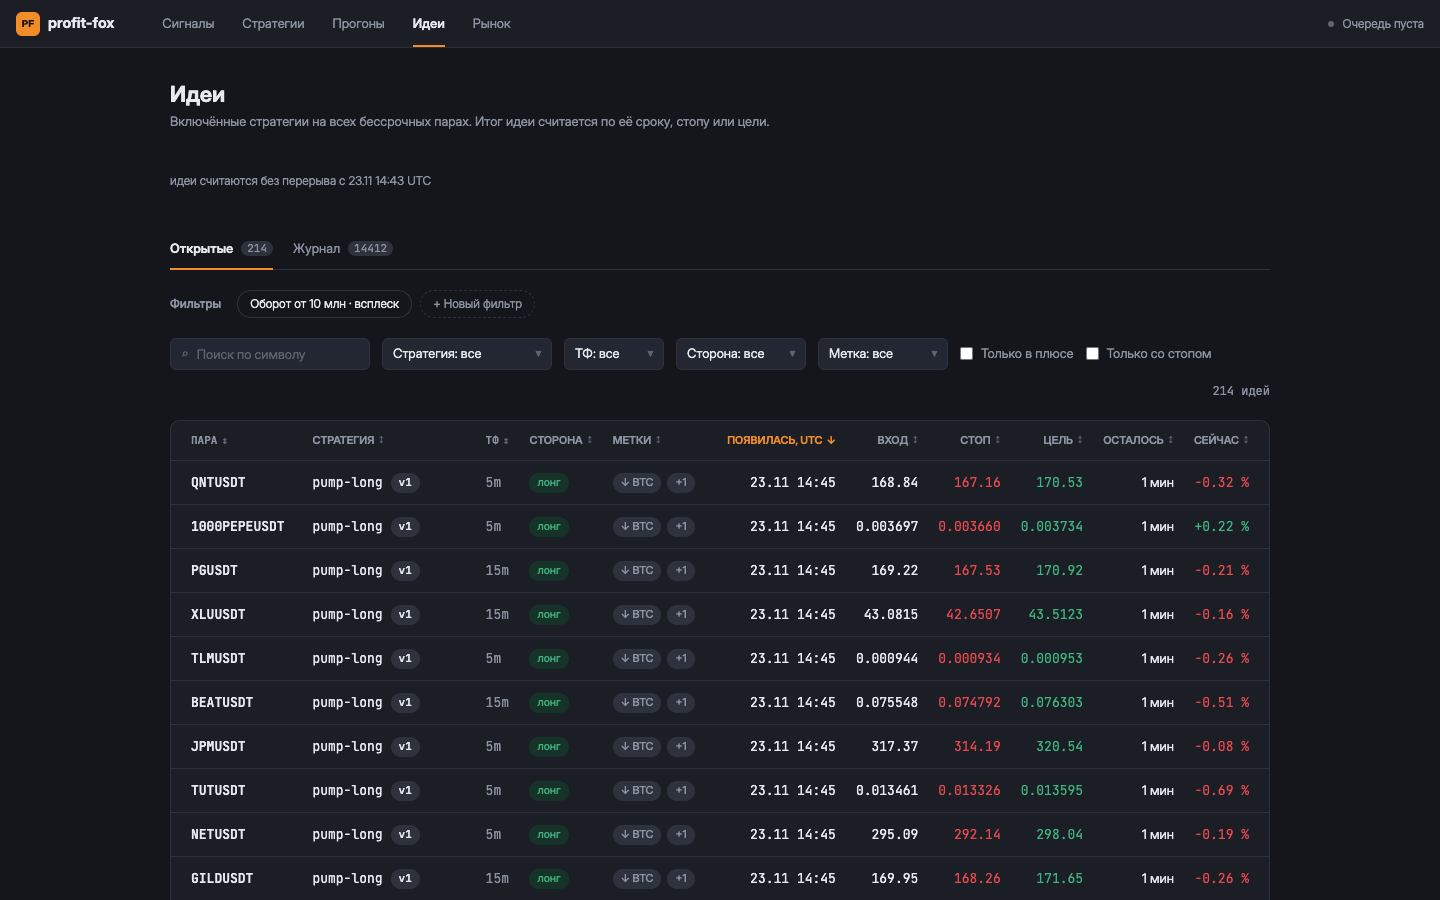 PF profit-fox Сигналы Стратегии Прогоны Идеи Рынок Очередь пуста
Идеи
Включённые стратегии на всех бессрочных парах. Итог идеи считается по её сроку, стопу или цели.
идеи считаются без перерыва с 23.11 14:43 UTC
Открытые 214 Журнал 14412
Фильтры Оборот от 10 млн · всплеск + Новый фильтр
Поиск по символу Стратегия: все ▾ ТФ: все ▾ Сторона: все ▾ Метка: все ▾ Только в плюсе Только со стопом
214 идей
ПАРА ↕ СТРАТЕГИЯ ↕ ТФ ↕ СТОРОНА ↕ МЕТКИ ↕ ПОЯВИЛАСЬ, UTC ↓ ВХОД ↕ СТОП ↕ ЦЕЛЬ ↕ ОСТАЛОСЬ ↕ СЕЙЧАС ↕
QNTUSDT pump-long v1 5m лонг ↓ BTC +1 23.11 14:45 168.84 167.16 170.53 1 мин -0.32 %
1000PEPEUSDT pump-long v1 5m лонг ↓ BTC +1 23.11 14:45 0.003697 0.003660 0.003734 1 мин +0.22 %
PGUSDT pump-long v1 15m лонг ↓ BTC +1 23.11 14:45 169.22 167.53 170.92 1 мин -0.21 %
XLUUSDT pump-long v1 15m лонг ↓ BTC +1 23.11 14:45 43.0815 42.6507 43.5123 1 мин -0.16 %
TLMUSDT pump-long v1 5m лонг ↓ BTC +1 23.11 14:45 0.000944 0.000934 0.000953 1 мин -0.26 %
BEATUSDT pump-long v1 15m лонг ↓ BTC +1 23.11 14:45 0.075548 0.074792 0.076303 1 мин -0.51 %
JPMUSDT pump-long v1 5m лонг ↓ BTC +1 23.11 14:45 317.37 314.19 320.54 1 мин -0.08 %
TUTUSDT pump-long v1 5m лонг ↓ BTC +1 23.11 14:45 0.013461 0.013326 0.013595 1 мин -0.69 %
NETUSDT pump-long v1 5m лонг ↓ BTC +1 23.11 14:45 295.09 292.14 298.04 1 мин -0.19 %
GILDUSDT pump-long v1 15m лонг ↓ BTC +1 23.11 14:45 169.95 168.26 171.65 1 мин -0.26 %